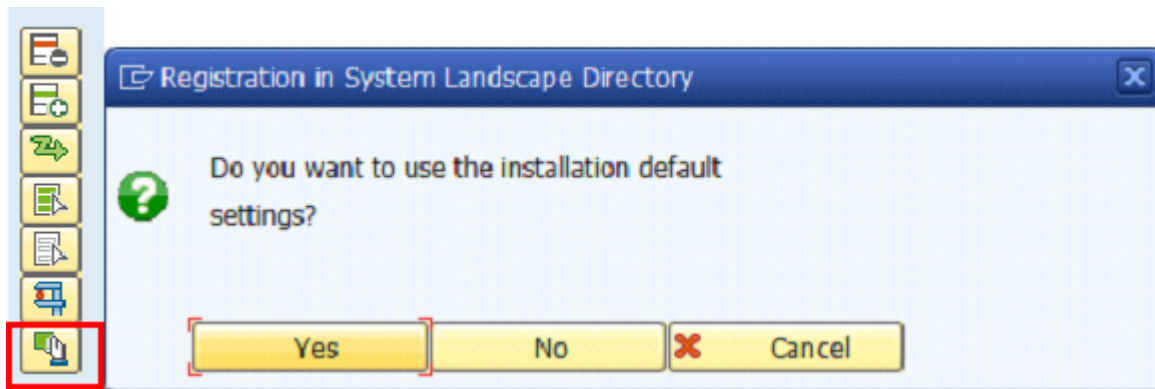 Registration in System Landscape Directory
Do you want to use the installation default
settings?
Yes
No
Cancel